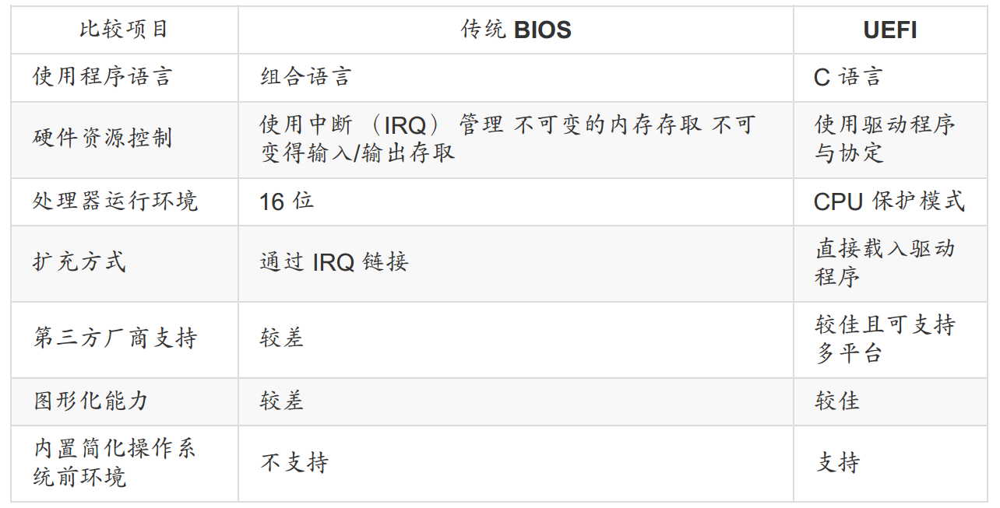 比较项目 传统 BIOS UEFI
使用程序语言 组合语言 C 语言
硬件资源控制 使用中断 （IRQ） 管理 不可变的内存存取 不可
变得输入/输出存取 使用驱动程序
与协定
处理器运行环境 16 位 CPU 保护模式
扩充方式 通过 IRQ 链接 直接载入驱动
程序
第三方厂商支持 较差 较佳且可支持
多平台
图形化能力 较差 较佳
内置简化操作系
统前环境 不支持 支持